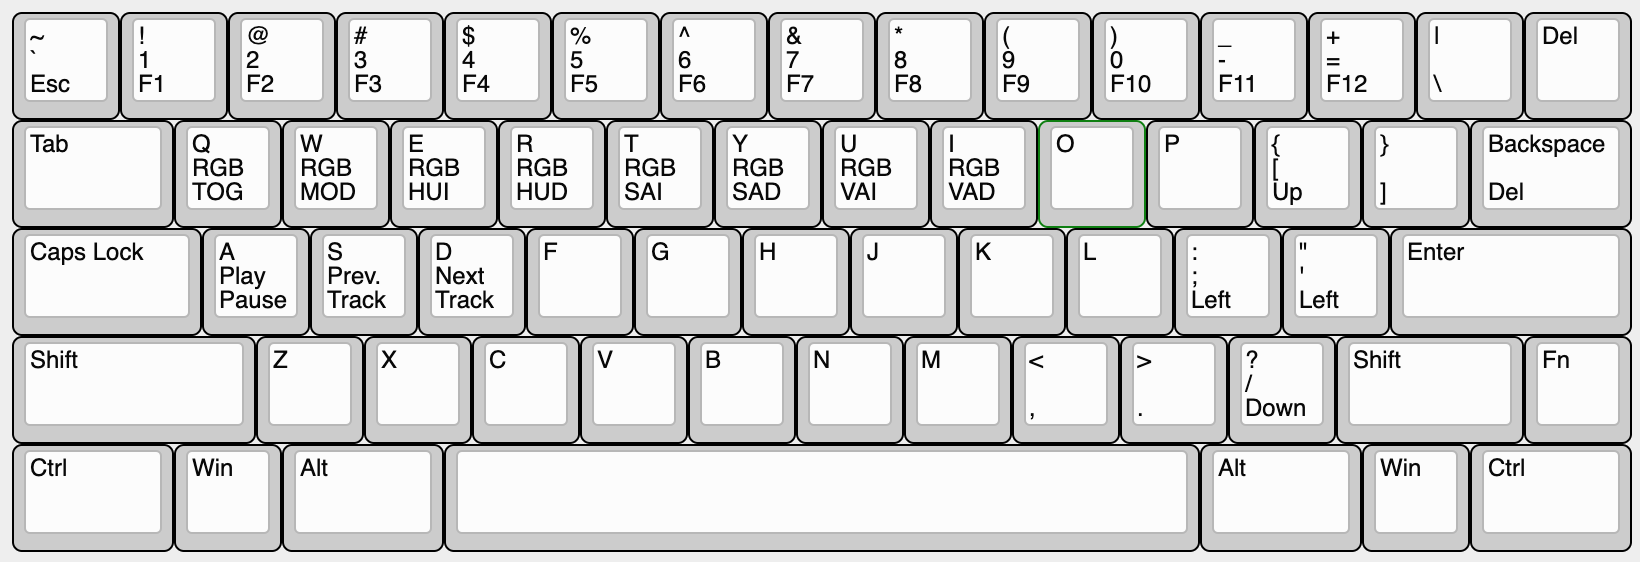 ~ ! @ # $ % ^ & * ( ) _ + | Del
` 1 2 3 4 5 6 7 8 9 0 - =
Esc F1 F2 F3 F4 F5 F6 F7 F8 F9 F10 F11 F12 \
Tab Q W E R T Y U I O P { } Backspace
RGB RGB RGB RGB RGB RGB RGB RGB [
TOG MOD HUI HUD SAI SAD VAI VAD Up ] Del
Caps Lock A S D F G H J K L : " Enter
Play Prev. Next ; '
Pause Track Track Left Left
Shift Z X C V B N M < > ? Shift Fn
/
, . Down
Ctrl Win Alt Alt Win Ctrl